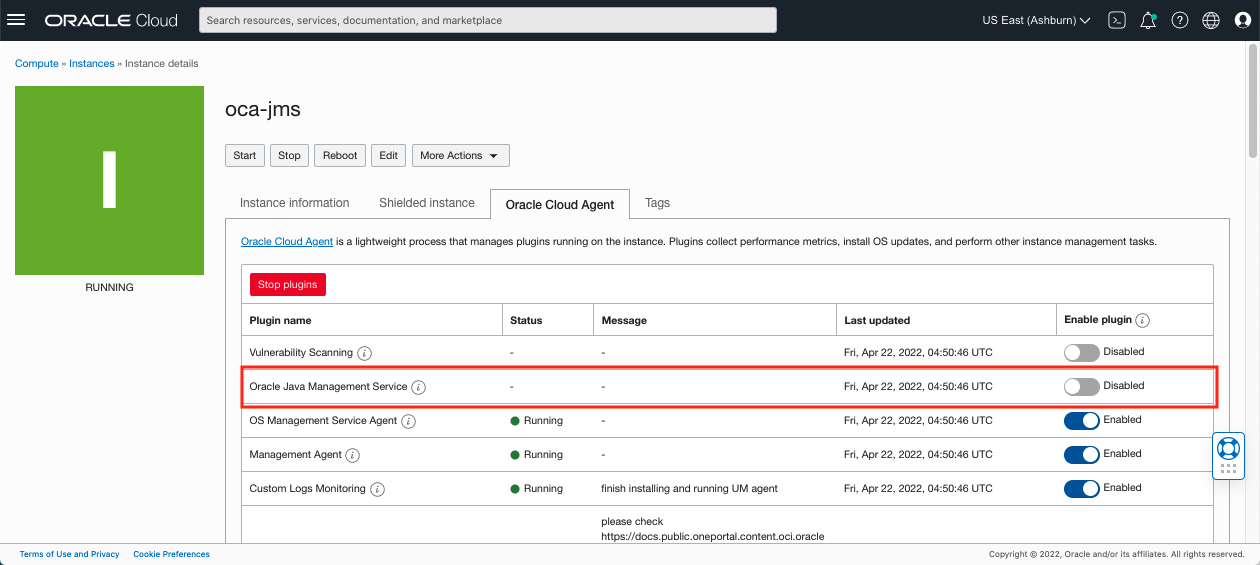 ORACLE Cloud
Search resources, services, documentation, and marketplace
US East (Ashburn)
Compute » Instances » Instance details
I
RUNNING
oca-jms
Start Stop Reboot Edit More Actions
Instance information Shielded instance Oracle Cloud Agent Tags
Oracle Cloud Agent is a lightweight process that manages plugins running on the instance. Plugins collect performance metrics, install OS updates, and perform other instance management tasks.
Stop plugins
Plugin name Status Message Last updated Enable plugin
Vulnerability Scanning - - Fri, Apr 22, 2022, 04:50:46 UTC Disabled
Oracle Java Management Service - - Fri, Apr 22, 2022, 04:50:46 UTC Disabled
OS Management Service Agent Running - Fri, Apr 22, 2022, 04:50:46 UTC Enabled
Management Agent Running - Fri, Apr 22, 2022, 04:50:46 UTC Enabled
Custom Logs Monitoring Running finish installing and running UM agent Fri, Apr 22, 2022, 04:50:46 UTC Enabled
please check
https://docs.public.oneportal.content.oci.oracle
Terms of Use and Privacy Cookie Preferences
Copyright © 2022, Oracle and/or its affiliates. All rights reserved.